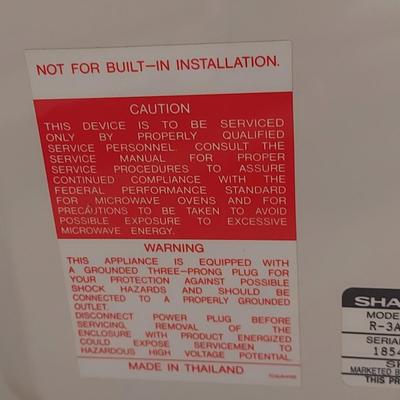 NOT FOR BUILT-IN INSTALLATION.
CAUTION
THIS DEVICE IS TO BE SERVICED
ONLY BY PROPERLY QUALIFIED
SERVICE PERSONNEL. CONSULT THE
SERVICE MANUAL FOR PROPER
SERVICE PROCEDURES TO ASSURE
CONTINUED COMPLIANCE WITH THE
FEDERAL PERFORMANCE STANDARD
FOR MICROWAVE OVENS AND FOR
PRECAUTIONS TO BE TAKEN TO AVOID
POSSIBLE EXPOSURE TO EXCESSIVE
MICROWAVE ENERGY.
WARNING
THIS APPLIANCE IS EQUIPPED WITH
A GROUNDED THREE-PRONG PLUG FOR
YOUR PROTECTION AGAINST POSSIBLE
SHOCK HAZARDS AND SHOULD BE
CONNECTED TO A PROPERLY GROUNDED
OUTLET.
DISCONNECT POWER PLUG BEFORE
SERVICING, REMOVAL OF THE
ENCLOSURE WITH PRODUCT ENERGIZED
COULD EXPOSE SERVICEMEN TO
HAZARDOUS HIGH VOLTAGE POTENTIAL
MADE IN THAILAND
SHA
MODE
R-3A
SERIA
1854
MARKETED B
THIS PR